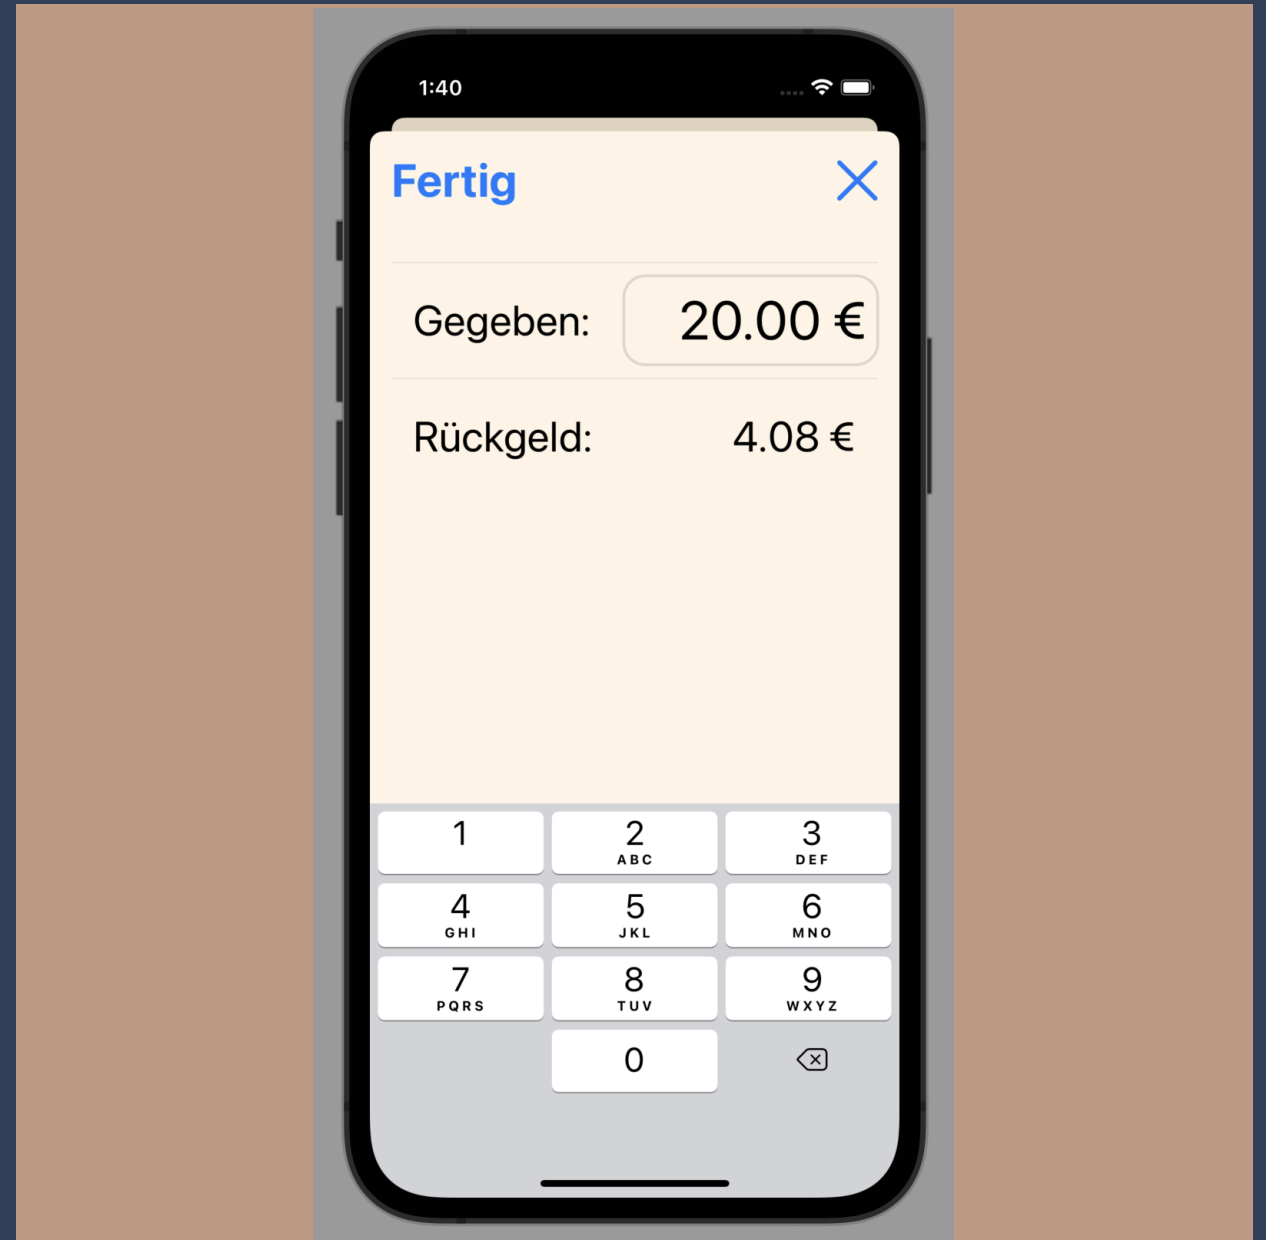 1:40
Fertig
Gegeben: 20.00 €
Rückgeld: 4.08 €
1 2 3
ABC DEF
4 5 6
GHI JKL MNO
7 8 9
PQRS TUV WXYZ
0